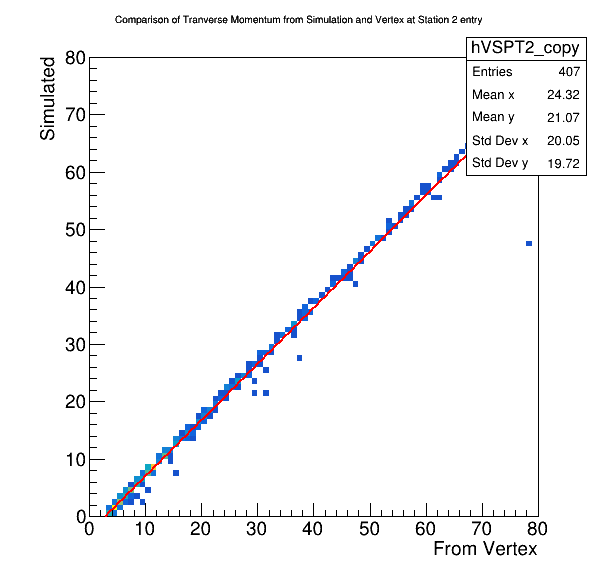 Comparison of Tranverse Momentum from Simulation and Vertex at Station 2 entry
hVSPT2_copy
Entries 407
Mean x 24.32
Mean y 21.07
Std Dev x 20.05
Std Dev y 19.72
Simulated
80
70
60
50
40
30
20
10
0
0 10 20 30 40 50 60 70 80
From Vertex